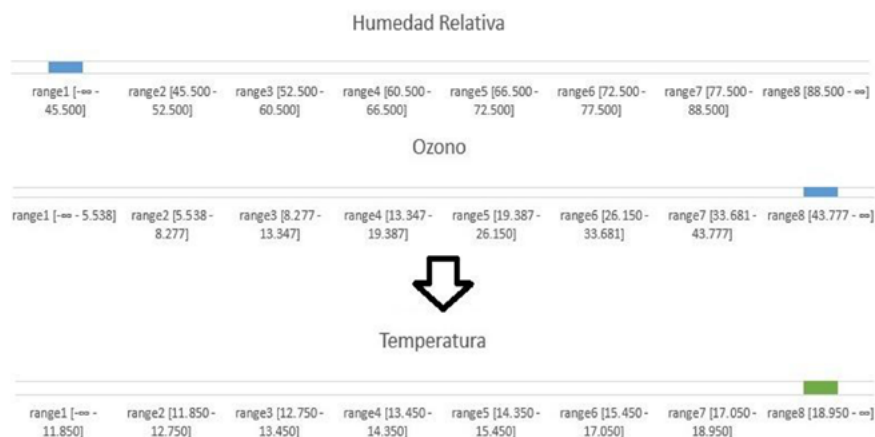 Humedad Relativa
range1 [-∞ - range2 [45.500 - range3 [52.500 - range4 [60.500 - range5 [66.500 - range6 [72.500 - range7 [77.500 - range8 [88.500 - ∞]
45.500] 52.500] 60.500] 66.500] 72.500] 77.500] 88.500]
Ozono
range1 [-∞ - 5.538] range2 [5.538 - range3 [8.277 - range4 [13.347 - range5 [19.387 - range6 [26.150 - range7 [33.681 - range8 [43.777 - ∞]
8.277] 13.347] 19.387] 26.150] 33.681] 43.777]
Temperatura
range1 [-∞ - range2 [11.850 - range3 [12.750 - range4 [13.450 - range5 [14.350 - range6 [15.450 - range7 [17.050 - range8 [18.950 - ∞]
11.850] 12.750] 13.450] 14.350] 15.450] 17.050] 18.950]